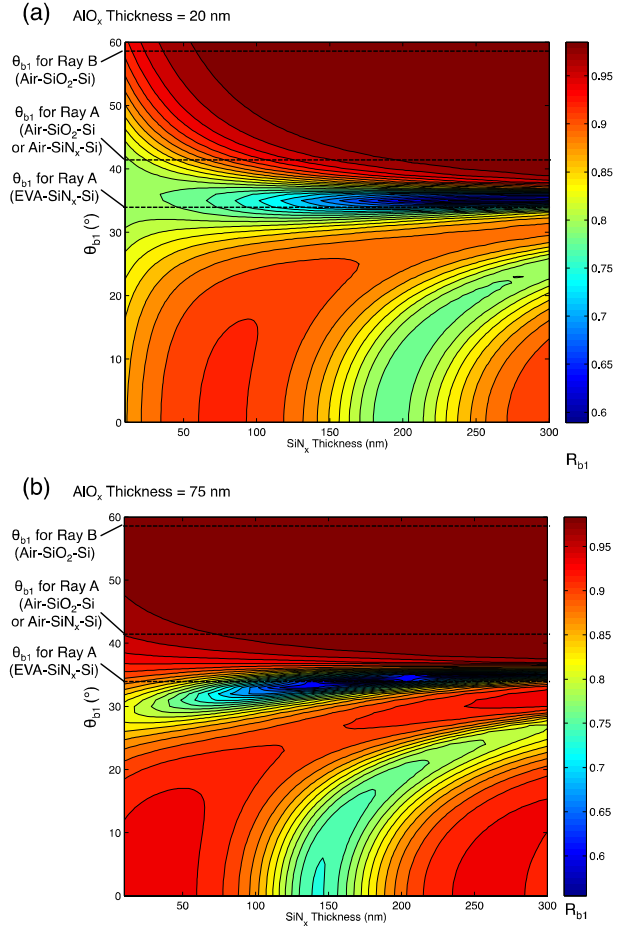 (a) AlOₓ Thickness = 20 nm
θb1 for Ray B
(Air-SiO₂-Si)
θb1 for Ray A
(Air-SiO₂-Si
or Air-SiNₓ-Si)
θb1 for Ray A
(EVA-SiNₓ-Si)
θb1 (°)
60
50
40
30
20
10
0
50 100 150 200 250 300
SiNₓ Thickness (nm)
0.95
0.9
0.85
0.8
0.75
0.7
0.65
0.6
Rb1
(b) AlOₓ Thickness = 75 nm
θb1 for Ray B
(Air-SiO₂-Si)
θb1 for Ray A
(Air-SiO₂-Si
or Air-SiNₓ-Si)
θb1 for Ray A
(EVA-SiNₓ-Si)
θb1 (°)
60
50
40
30
20
10
0
50 100 150 200 250 300
SiNₓ Thickness (nm)
0.95
0.9
0.85
0.8
0.75
0.7
0.65
0.6
Rb1